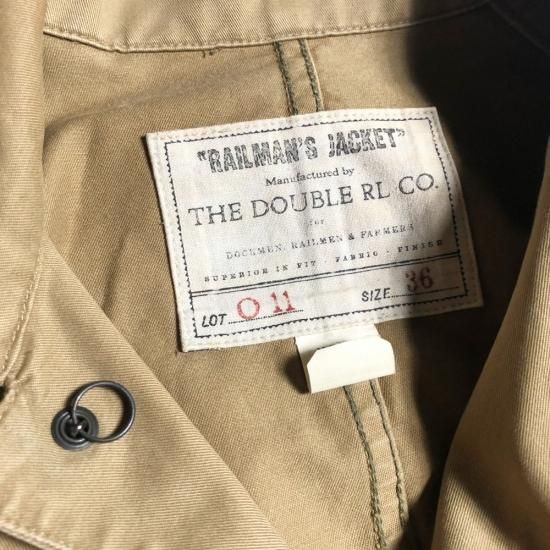 "RAILMAN'S JACKET"
Manufactured by
THE DOUBLE RL CO.
for
DOCKMEN, RAILMEN & FARMERS
SUPERIOR IN FIT - FABRIC - FINISH
LOT O 11 SIZE 36